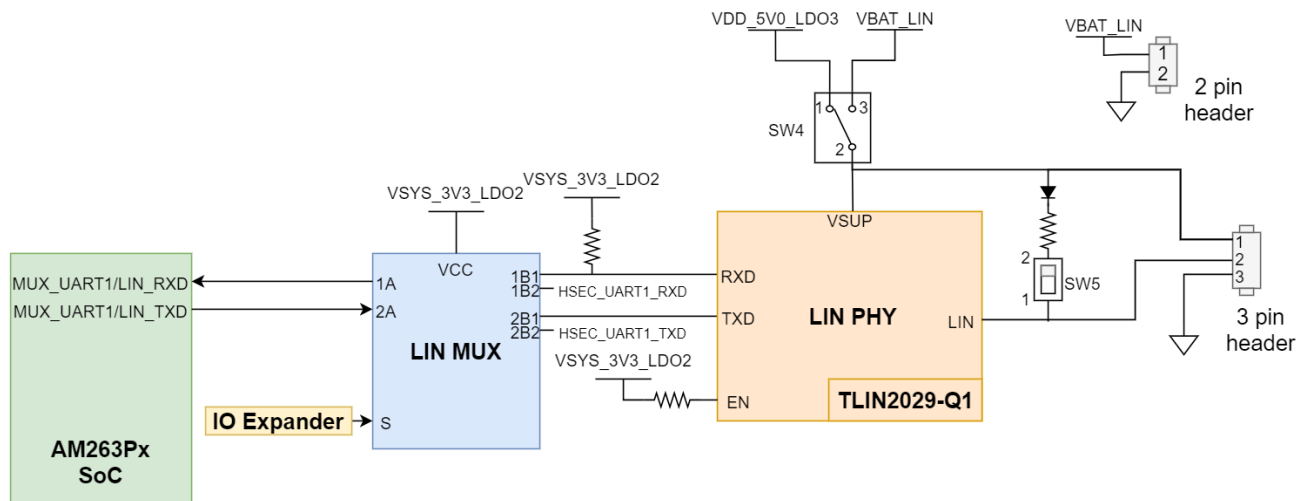 VDD_5V0_LDO3
VBAT_LIN
VBAT_LIN
1
2
2 pin
header
1
3
SW4
2
VSYS_3V3_LDO2
VSYS_3V3_LDO2
VSUP
MUX_UART1/LIN_RXD
MUX_UART1/LIN_TXD
VCC
1A
2A
1B1
1B2
HSEC_UART1_RXD
2B1
2B2
HSEC_UART1_TXD
LIN MUX
S
IO Expander
AM263Px
SoC
VSYS_3V3_LDO2
RXD
TXD
EN
LIN PHY
LIN
TLIN2029-Q1
2
SW5
1
1
2
3
3 pin
header